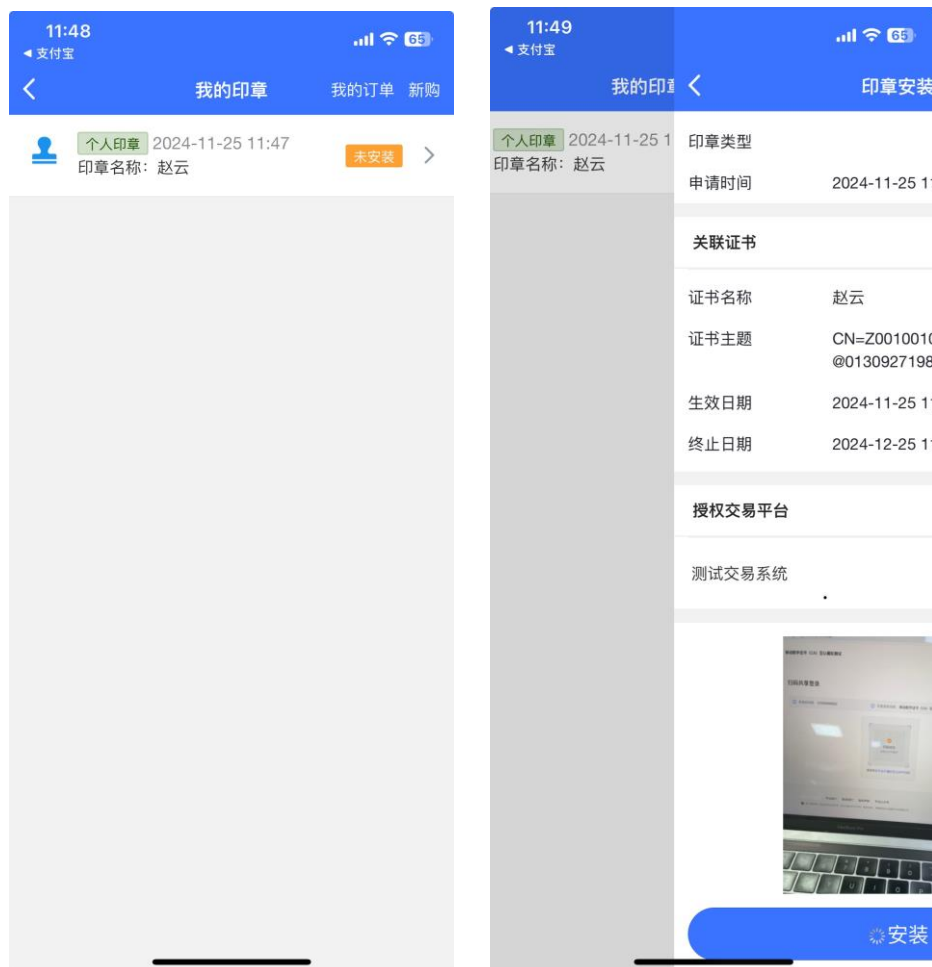 11:48
65
◀ 支付宝
我的印章
我的订单 新购
个人印章 2024-11-25 11:47
印章名称：赵云
未安装
11:49
65
◀ 支付宝
我的印
印章安装
个人印章 2024-11-25 1
印章名称：赵云
印章类型
申请时间 2024-11-25 1
关联证书
证书名称 赵云
证书主题 CN=Z001001
@0130927198
生效日期 2024-11-25 1
终止日期 2024-12-25 1
授权交易平台
测试交易系统
安装